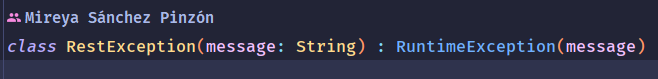 Mireya Sánchez Pinzón
class RestException(message: String) : RuntimeException(message)